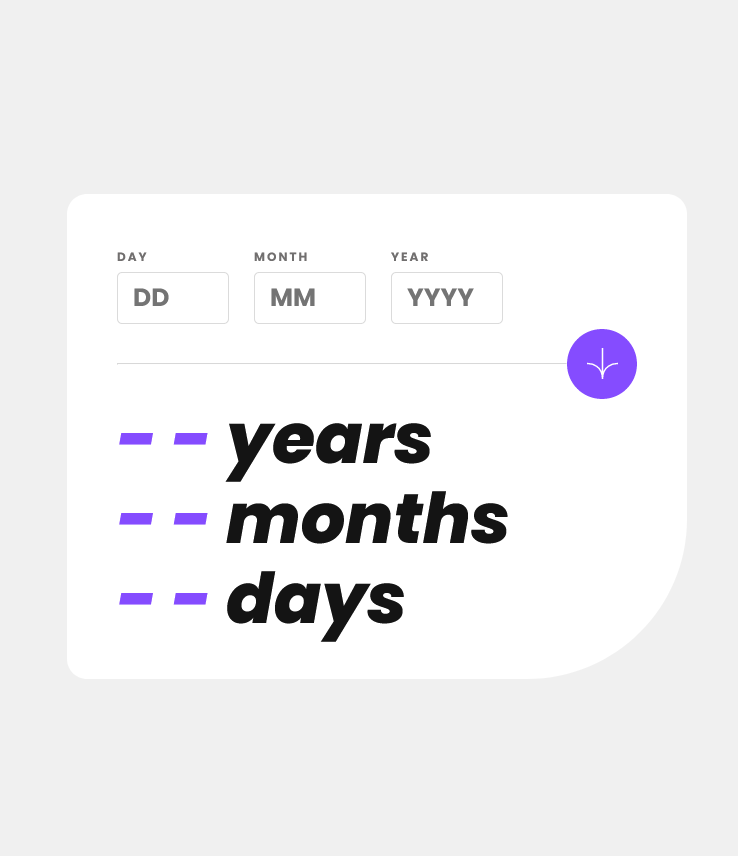 DAY MONTH YEAR
DD MM YYYY
- - years
- - months
- - days